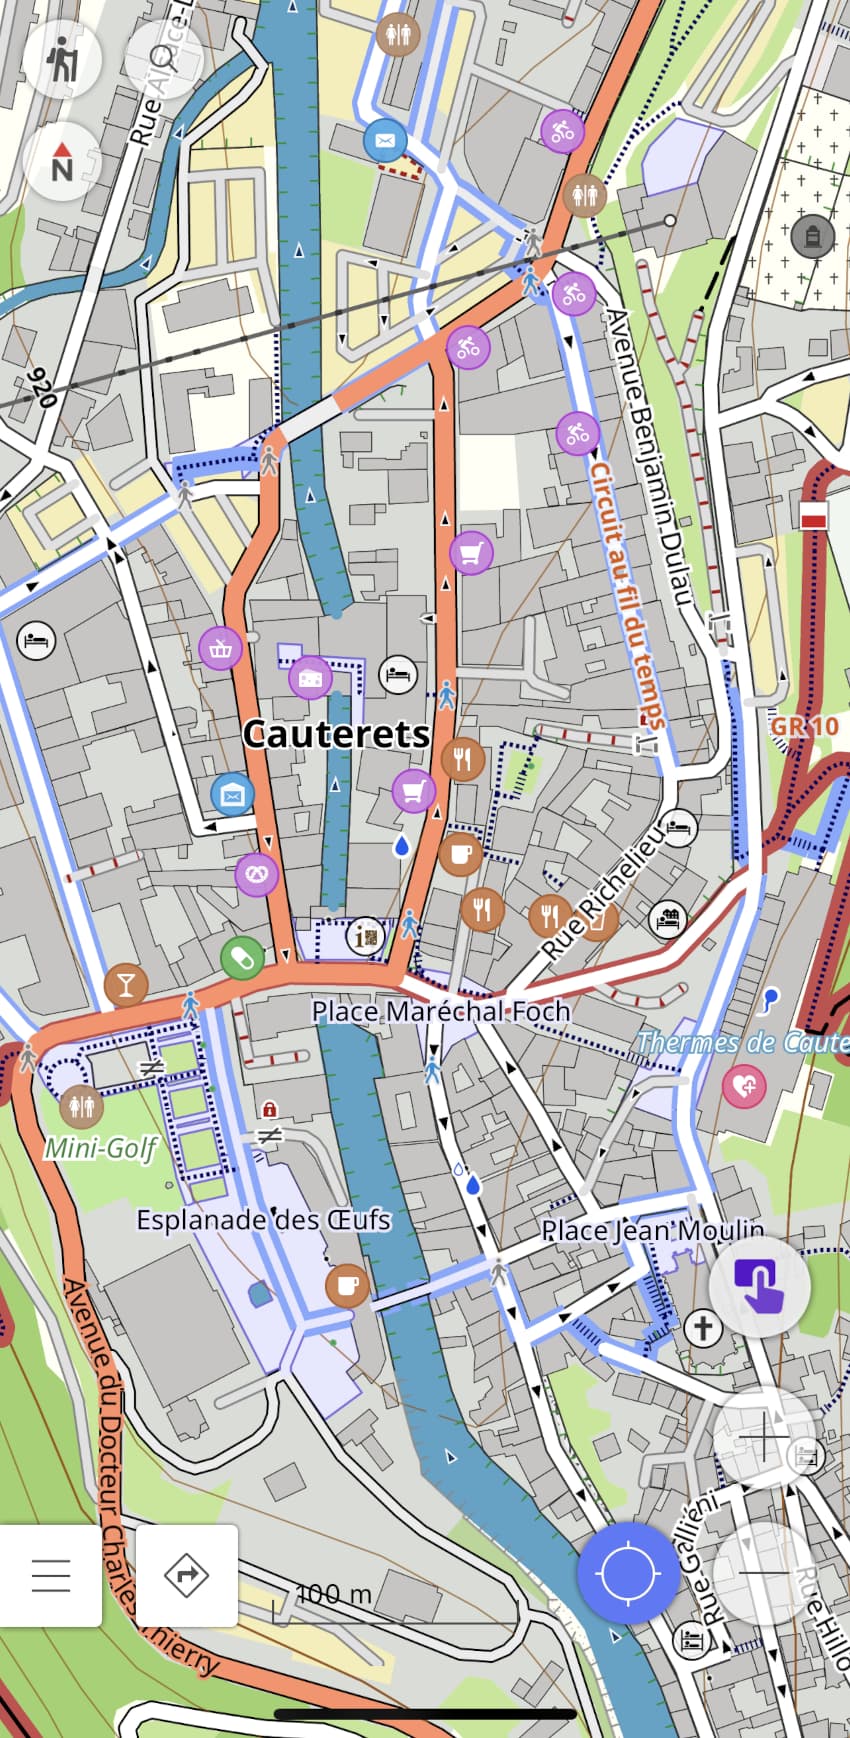 Rue
N
920
Avenue Benjamin Dulau
Circuit au fil du temps
GR 10
Cauterets
Rue Richelieu
i
Place Maréchal Foch
Thermes de Caute
Mini-Golf
Esplanade des Œufs
Place Jean Moulin
Avenue du Docteur Charles Thierry
100 m
Rue Galliéni
Rue Hillo